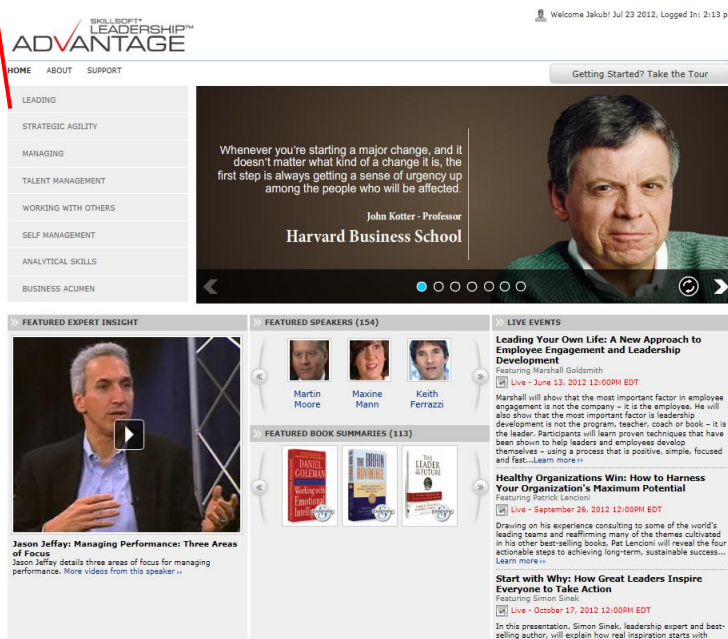 SKILLSOFT®
LEADERSHIP™
ADVANTAGE
Welcome Jakub! Jul 23 2012, Logged In: 2:13 p
HOME ABOUT SUPPORT
Getting Started? Take the Tour
LEADING
STRATEGIC AGILITY
MANAGING
TALENT MANAGEMENT
WORKING WITH OTHERS
SELF MANAGEMENT
ANALYTICAL SKILLS
BUSINESS ACUMEN
Whenever you're starting a major change, and it
doesn't matter what kind of a change it is, the
first step is always getting a sense of urgency up
among the people who will be affected.
John Kotter - Professor
Harvard Business School
FEATURED EXPERT INSIGHT
Jason Jeffay: Managing Performance: Three Areas
of Focus
Jason Jeffay details three areas of focus for managing
performance. More videos from this speaker ››
FEATURED SPEAKERS (154)
Martin
Moore
Maxine
Mann
Keith
Ferrazzi
FEATURED BOOK SUMMARIES (113)
DANIEL
GOLEMAN
Working with
Emotional
Intelligence
THE BRAIN
ADVANTAGE
THE
LEADER
OF THE
FUTURE
LIVE EVENTS
Leading Your Own Life: A New Approach to
Employee Engagement and Leadership
Development
Featuring Marshall Goldsmith
Live - June 13, 2012 12:00PM EDT
Marshall will show that the most important factor in employee
engagement is not the company – it is the employee. He will
also show that the most important factor is leadership
development is not the program, teacher, coach or book – it is
the leader. Participants will learn proven techniques that have
been shown to help leaders and employees develop
themselves – using a process that is positive, simple, focused
and fast...Learn more ››
Healthy Organizations Win: How to Harness
Your Organization's Maximum Potential
Featuring Patrick Lencioni
Live - September 26, 2012 12:00PM EDT
Drawing on his experience consulting to some of the world's
leading teams and reaffirming many of the themes cultivated
in his other best-selling books, Pat Lencioni will reveal the four
actionable steps to achieving long-term, sustainable success...
Learn more ››
Start with Why: How Great Leaders Inspire
Everyone to Take Action
Featuring Simon Sinek
Live - October 17, 2012 12:00PM EDT
In this presentation, Simon Sinek, leadership expert and best-
selling author, will explain how real inspiration starts with